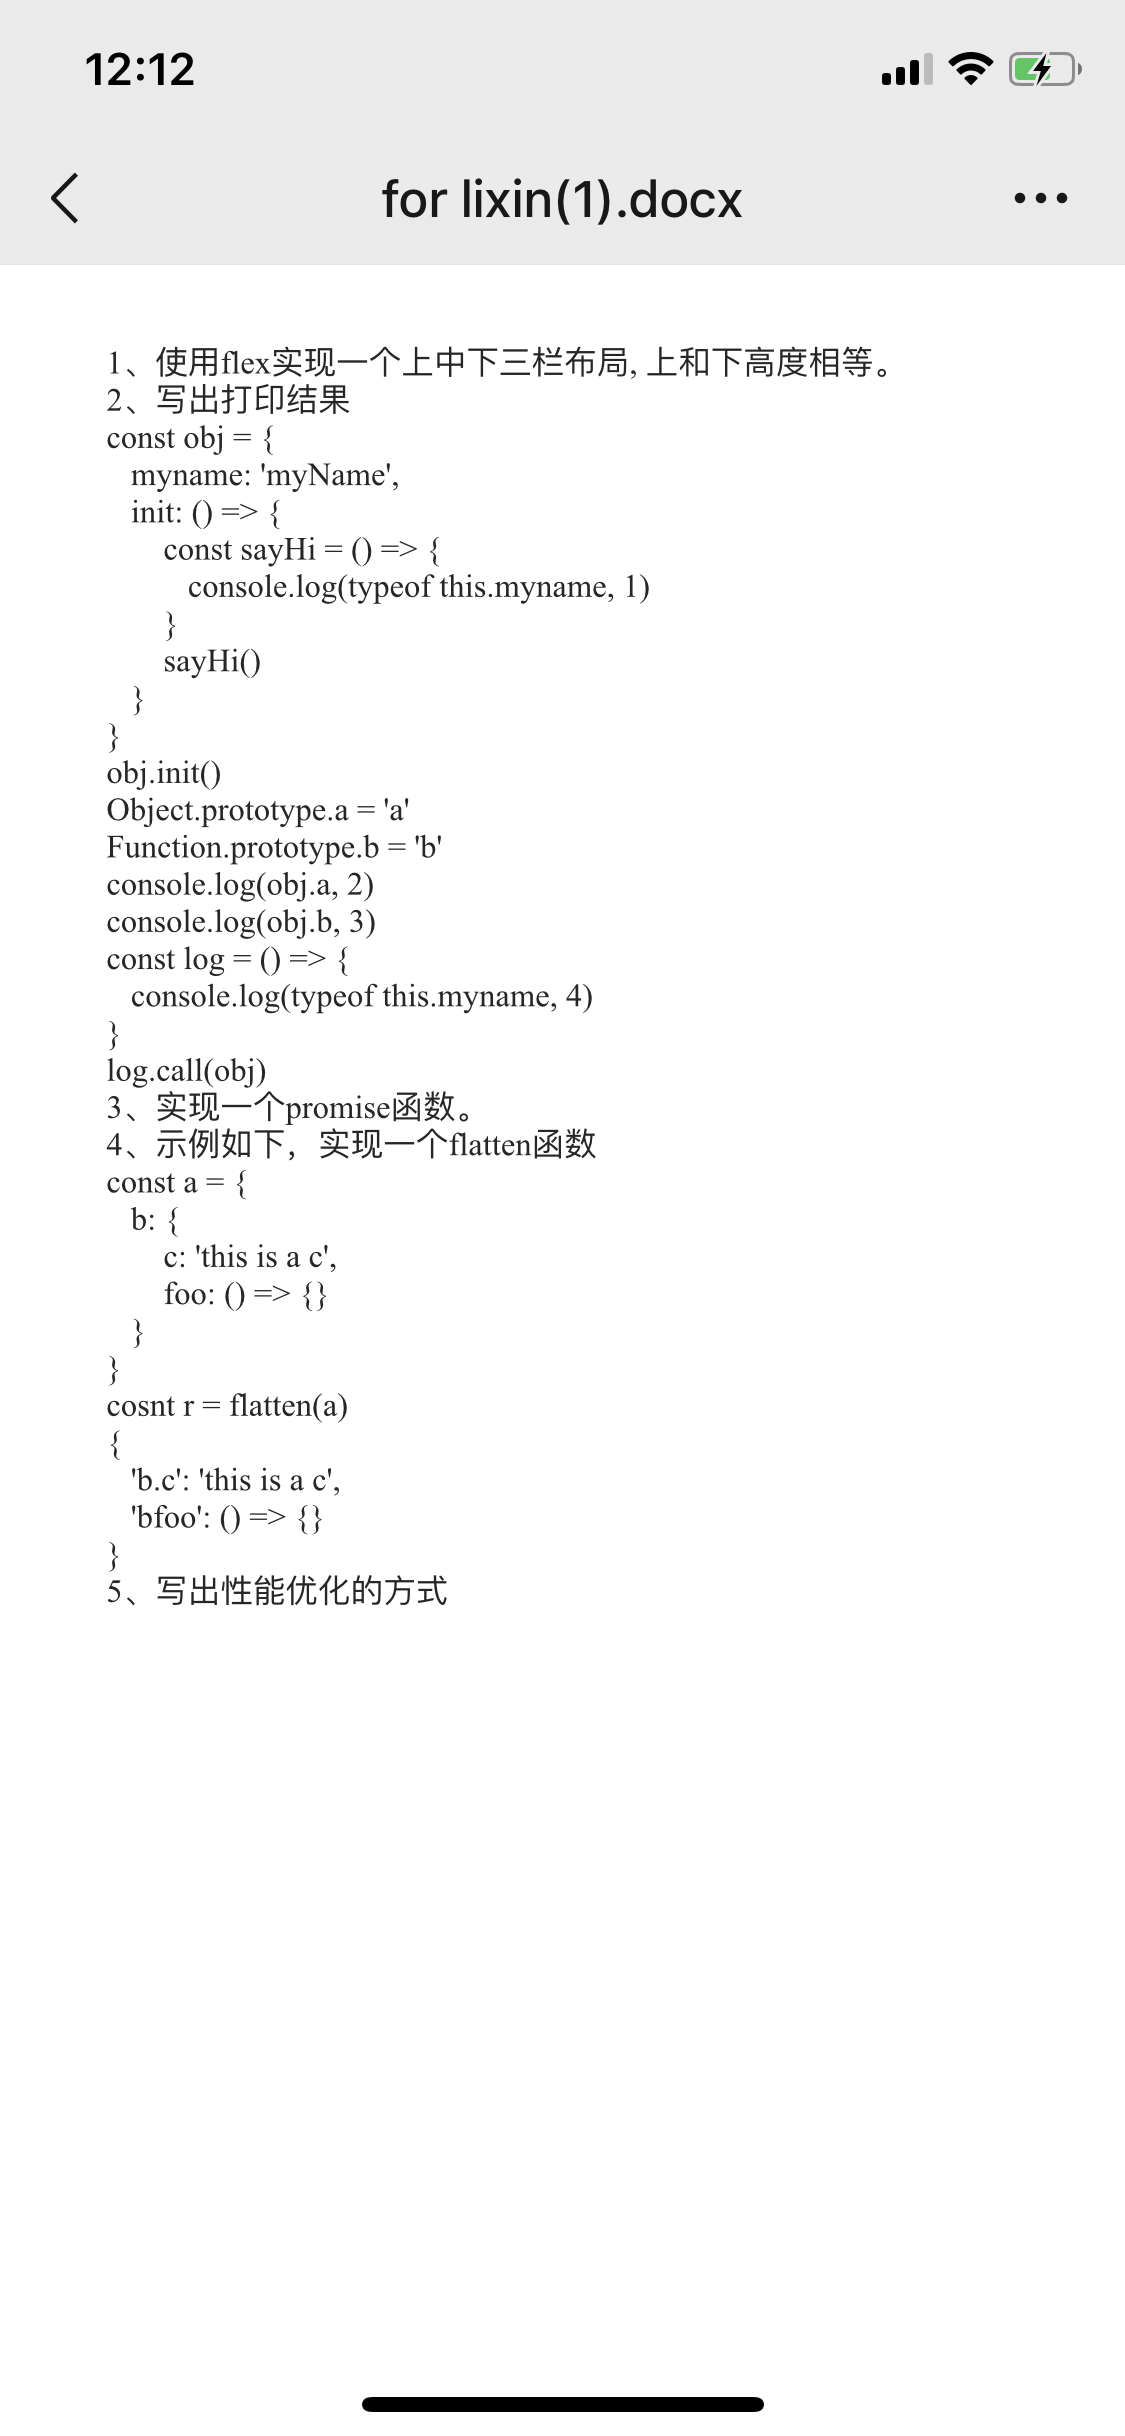 12:12
for lixin(1).docx
1、使用flex实现一个上中下三栏布局, 上和下高度相等。
2、写出打印结果
const obj = {
myname: 'myName',
init: () => {
const sayHi = () => {
console.log(typeof this.myname, 1)
}
sayHi()
}
}
obj.init()
Object.prototype.a = 'a'
Function.prototype.b = 'b'
console.log(obj.a, 2)
console.log(obj.b, 3)
const log = () => {
console.log(typeof this.myname, 4)
}
log.call(obj)
3、实现一个promise函数。
4、示例如下，实现一个flatten函数
const a = {
b: {
c: 'this is a c',
foo: () => {}
}
}
cosnt r = flatten(a)
{
'b.c': 'this is a c',
'bfoo': () => {}
}
5、写出性能优化的方式